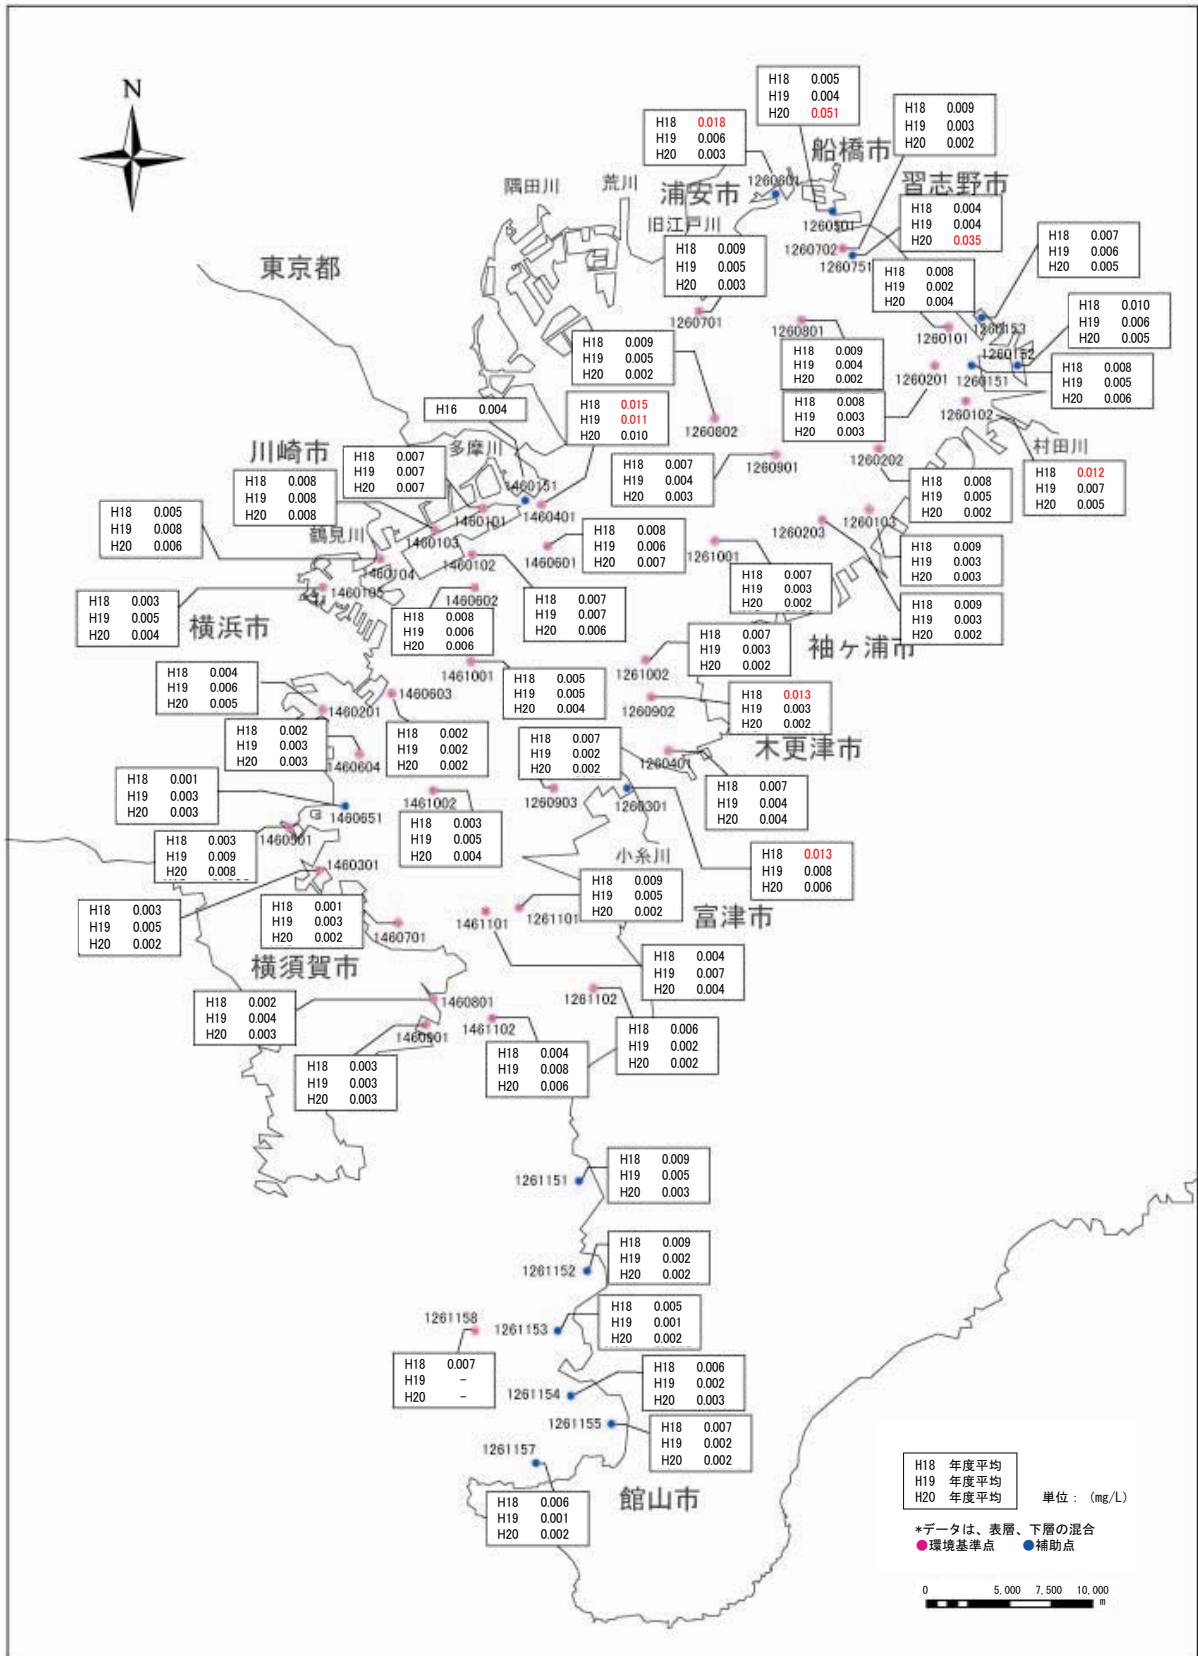 N
H18 0.005
H19 0.004
H20 0.051
H18 0.018
H19 0.006
H20 0.003
H18 0.009
H19 0.003
H20 0.002
船橋市
隅田川
荒川
浦安市
1260601
習志野市
旧江戸川
1260501
H18 0.004
H19 0.004
H20 0.035
H18 0.009
H19 0.005
H20 0.003
1260702
1260751
H18 0.007
H19 0.006
H20 0.005
東京都
H18 0.008
H19 0.002
H20 0.004
H18 0.010
H19 0.006
H20 0.005
1260701
1260801
1260101
1260153
H18 0.009
H19 0.005
H20 0.002
H18 0.009
H19 0.004
H20 0.002
1260201
1260151
1260152
H18 0.008
H19 0.005
H20 0.006
H16 0.004
H18 0.015
H19 0.011
H20 0.010
1260802
H18 0.008
H19 0.003
H20 0.003
1260102
川崎市
多摩川
村田川
H18 0.007
H19 0.007
H20 0.007
H18 0.007
H19 0.004
H20 0.003
1260901
1260202
H18 0.012
H19 0.007
H20 0.005
H18 0.008
H19 0.008
H20 0.008
1460151
H18 0.008
H19 0.005
H20 0.002
H18 0.005
H19 0.008
H20 0.006
1460101
1460401
1260103
鶴見川
1460103
H18 0.008
H19 0.006
H20 0.007
1261001
1260203
1460104
1460102
1460601
H18 0.009
H19 0.003
H20 0.003
H18 0.007
H19 0.003
H20 0.002
1460105
1460602
H18 0.003
H19 0.005
H20 0.004
横浜市
H18 0.008
H19 0.006
H20 0.006
H18 0.007
H19 0.007
H20 0.006
H18 0.009
H19 0.003
H20 0.002
H18 0.007
H19 0.003
H20 0.002
袖ヶ浦市
H18 0.004
H19 0.006
H20 0.005
1461001
H18 0.005
H19 0.005
H20 0.004
1261002
1460603
1260902
H18 0.013
H19 0.003
H20 0.002
1460201
H18 0.002
H19 0.003
H20 0.003
H18 0.002
H19 0.002
H20 0.002
H18 0.007
H19 0.002
H20 0.002
木更津市
1460604
1260401
H18 0.001
H19 0.003
H20 0.003
1461002
1260903
1260301
H18 0.007
H19 0.004
H20 0.004
1460651
1460501
H18 0.003
H19 0.009
H20 0.008
H18 0.003
H19 0.005
H20 0.004
小糸川
H18 0.013
H19 0.008
H20 0.006
1460301
H18 0.009
H19 0.005
H20 0.002
H18 0.003
H19 0.005
H20 0.002
H18 0.001
H19 0.003
H20 0.002
1460701
1461101
1261101
富津市
横須賀市
H18 0.004
H19 0.007
H20 0.004
H18 0.002
H19 0.004
H20 0.003
1460801
1261102
1460901
1461102
H18 0.006
H19 0.002
H20 0.002
H18 0.003
H19 0.003
H20 0.003
H18 0.004
H19 0.008
H20 0.006
1261151
H18 0.009
H19 0.005
H20 0.003
1261152
H18 0.009
H19 0.002
H20 0.002
1261158
1261153
H18 0.005
H19 0.001
H20 0.002
H18 0.007
H19 -
H20 -
1261154
H18 0.006
H19 0.002
H20 0.003
1261155
H18 0.007
H19 0.002
H20 0.002
1261157
館山市
H18 0.006
H19 0.001
H20 0.002
H18 年度平均
H19 年度平均
H20 年度平均
単位：(mg/L)
*データは、表層、下層の混合
●環境基準点 ●補助点
0 5,000 7,500 10,000
m